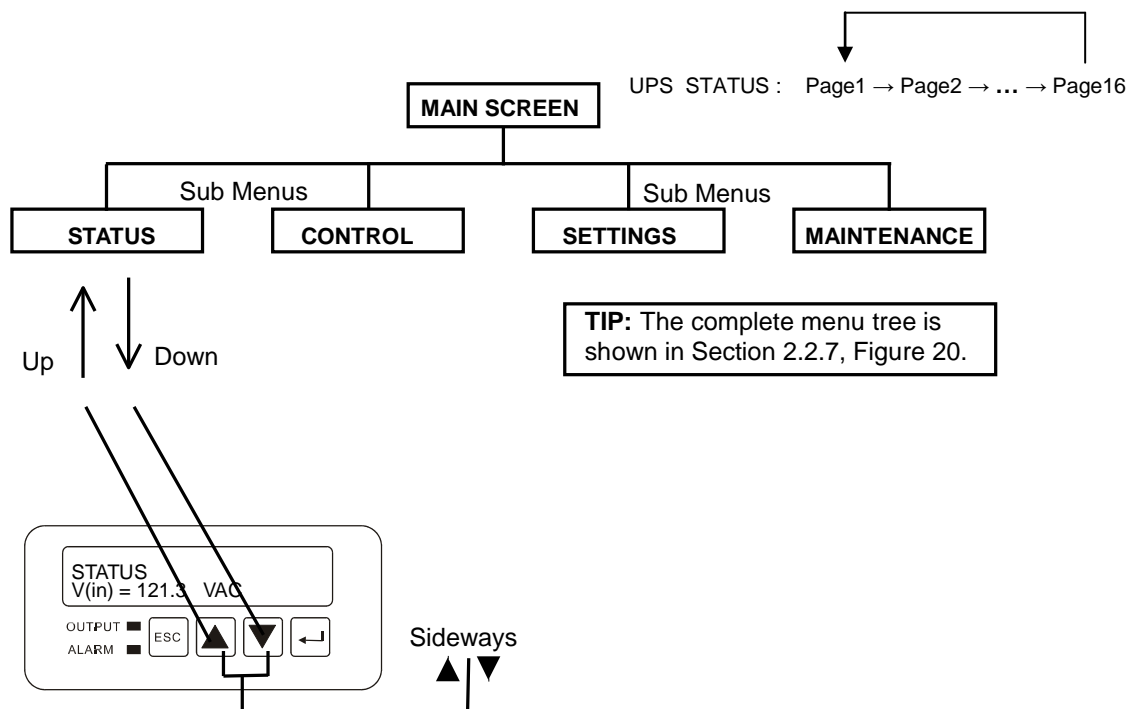 UPS STATUS : Page1 → Page2 → ... → Page16
MAIN SCREEN
Sub Menus
Sub Menus
STATUS
CONTROL
SETTINGS
MAINTENANCE
TIP: The complete menu tree is
shown in Section 2.2.7, Figure 20.
Up
Down
STATUS
V(in) = 121.3 VAC
OUTPUT
ALARM
ESC
Sideways